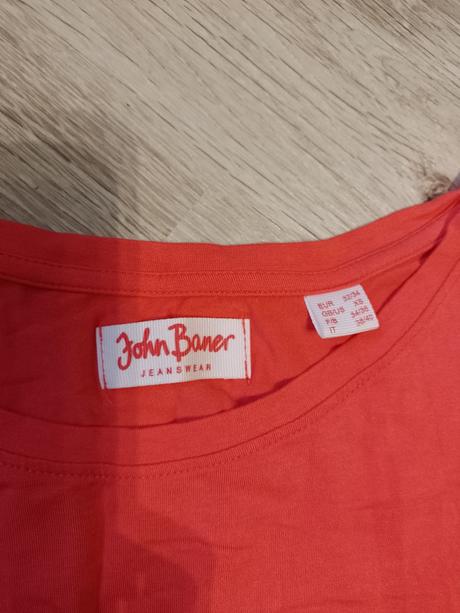 John Baner
JEANSWEAR
EUR 32/34
GB/US XS
F/B 34/36
IT 38/40